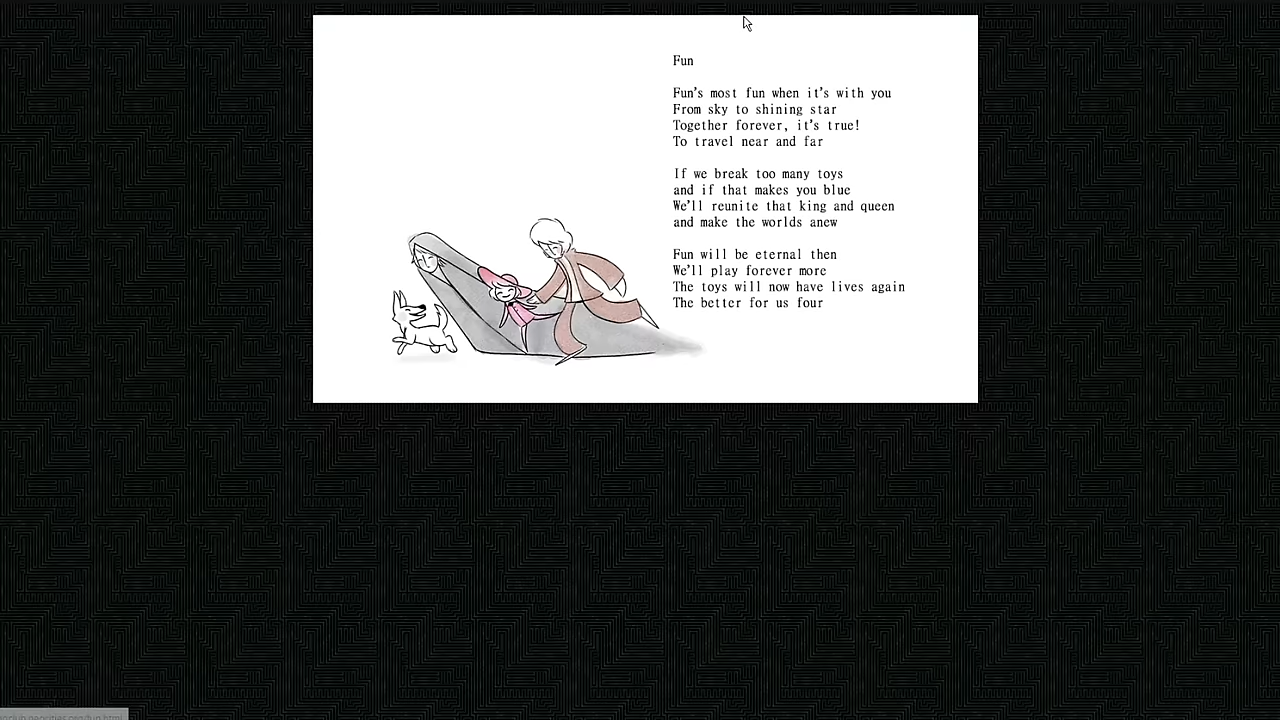 Fun
Fun's most fun when it's with you
From sky to shining star
Together forever, it's true!
To travel near and far
If we break too many toys
and if that makes you blue
We'll reunite that king and queen
and make the worlds anew
Fun will be eternal then
We'll play forever more
The toys will now have lives again
The better for us four